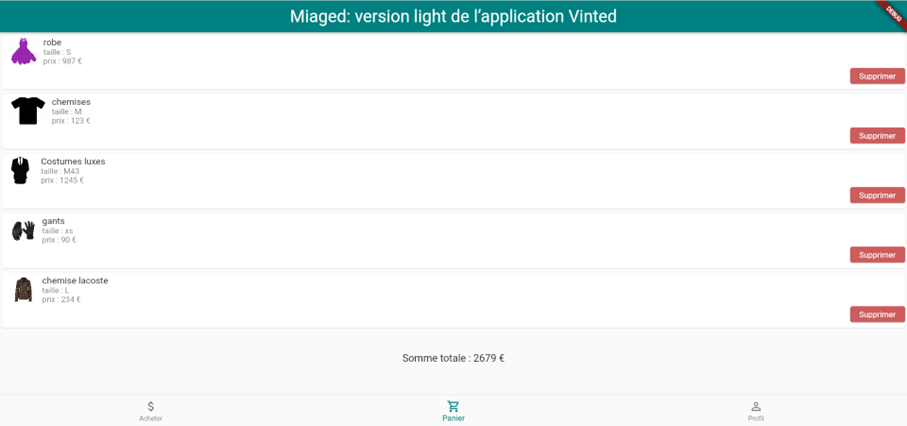 Miaged: version light de l’application Vinted
DEBUG
robe
taille : S
prix : 987 €
Supprimer
chemises
taille : M
prix : 123 €
Supprimer
Costumes luxes
taille : M43
prix : 1245 €
Supprimer
gants
taille : xs
prix : 90 €
Supprimer
chemise lacoste
taille : L
prix : 234 €
Supprimer
Somme totale : 2679 €
Acheter
Panier
Profil